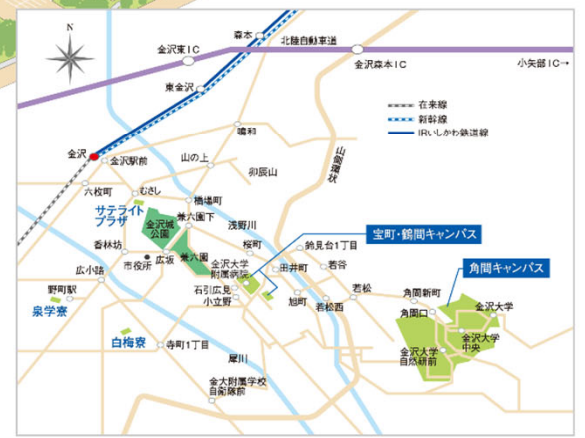 N
森本
北陸自動車道
金沢東IC
金沢森本IC
小矢部IC→
東金沢
在来線
新幹線
IRいしかわ鉄道線
鳴和
金沢
金沢駅前
山の上
卯辰山
山側環状
六枚町
むさし
橋場町
サテライト
プラザ
金沢城
公園
兼六園下
浅野川
宝町・鶴間キャンパス
香林坊
広坂
兼六園
桜町
鈴見台1丁目
市役所
金沢大学
附属病院
田井町
若谷
角間キャンパス
広小路
石引広見
小立野
旭町
若松
若松西
角間新町
金沢大学
野町駅
泉学寮
角間口
金沢大学
中央
白梅寮
寺町1丁目
犀川
金沢大学
自然研前
金大附属学校
自衛隊前